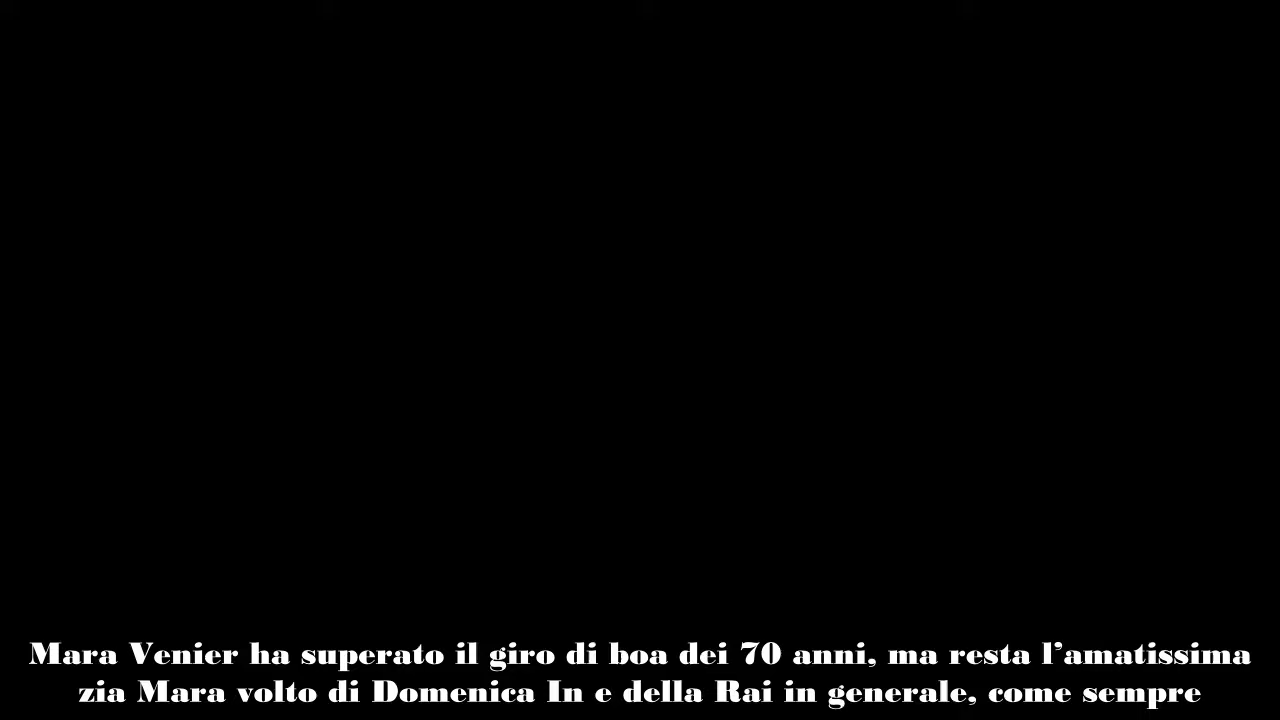 Mara Venier ha superato il giro di boa dei 70 anni, ma resta l'amatissima
zia Mara volto di Domenica In e della Rai in generale, come sempre